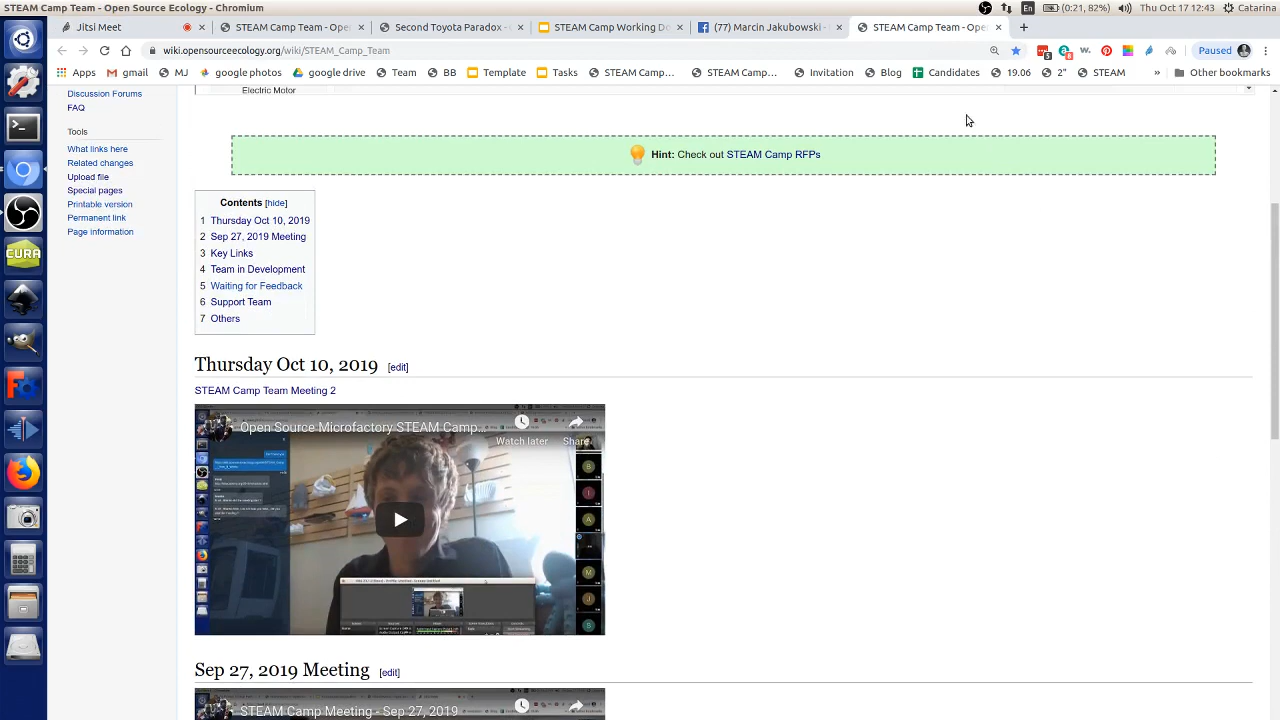 STEAM Camp Team - Open Source Ecology - Chromium
En
(0:21, 82%)
Thu Oct 17 12:43
Catarina
Jitsi Meet
STEAM Camp Team - Ope
Second Toyota Paradox - O
STEAM Camp Working Do
in Jakubowski -
STEAM Camp Team - Ope
wiki.opensourceecology.org/wiki/STEAM_Camp_Team
Paused
Apps
gmail
MJ
google photos
google drive
Team
BB
Template
Tasks
STEAM Camp...
STEAM Camp...
Invitation
Blog
Candidates
19.06
2"
STEAM
»
Other bookmarks
Discussion Forums
FAQ
Tools
What links here
Related changes
Upload file
Special pages
Printable version
Permanent link
Page information
Electric Motor
Hint: Check out STEAM Camp RFPs
Contents [hide]
1 Thursday Oct 10, 2019
2 Sep 27, 2019 Meeting
3 Key Links
4 Team in Development
5 Waiting for Feedback
6 Support Team
7 Others
Thursday Oct 10, 2019 [edit]
STEAM Camp Team Meeting 2
Open Source Microfactory STEAM Camp...
Watch later
Share
Sep 27, 2019 Meeting [edit]
STEAM Camp Meeting - Sep 27, 2019
CURA